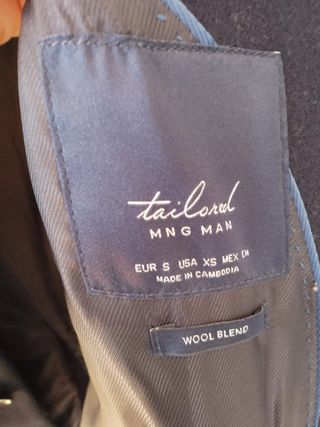 tailored
MNG MAN
EUR S USA XS MEX CH
MADE IN CAMBODIA
WOOL BLEND